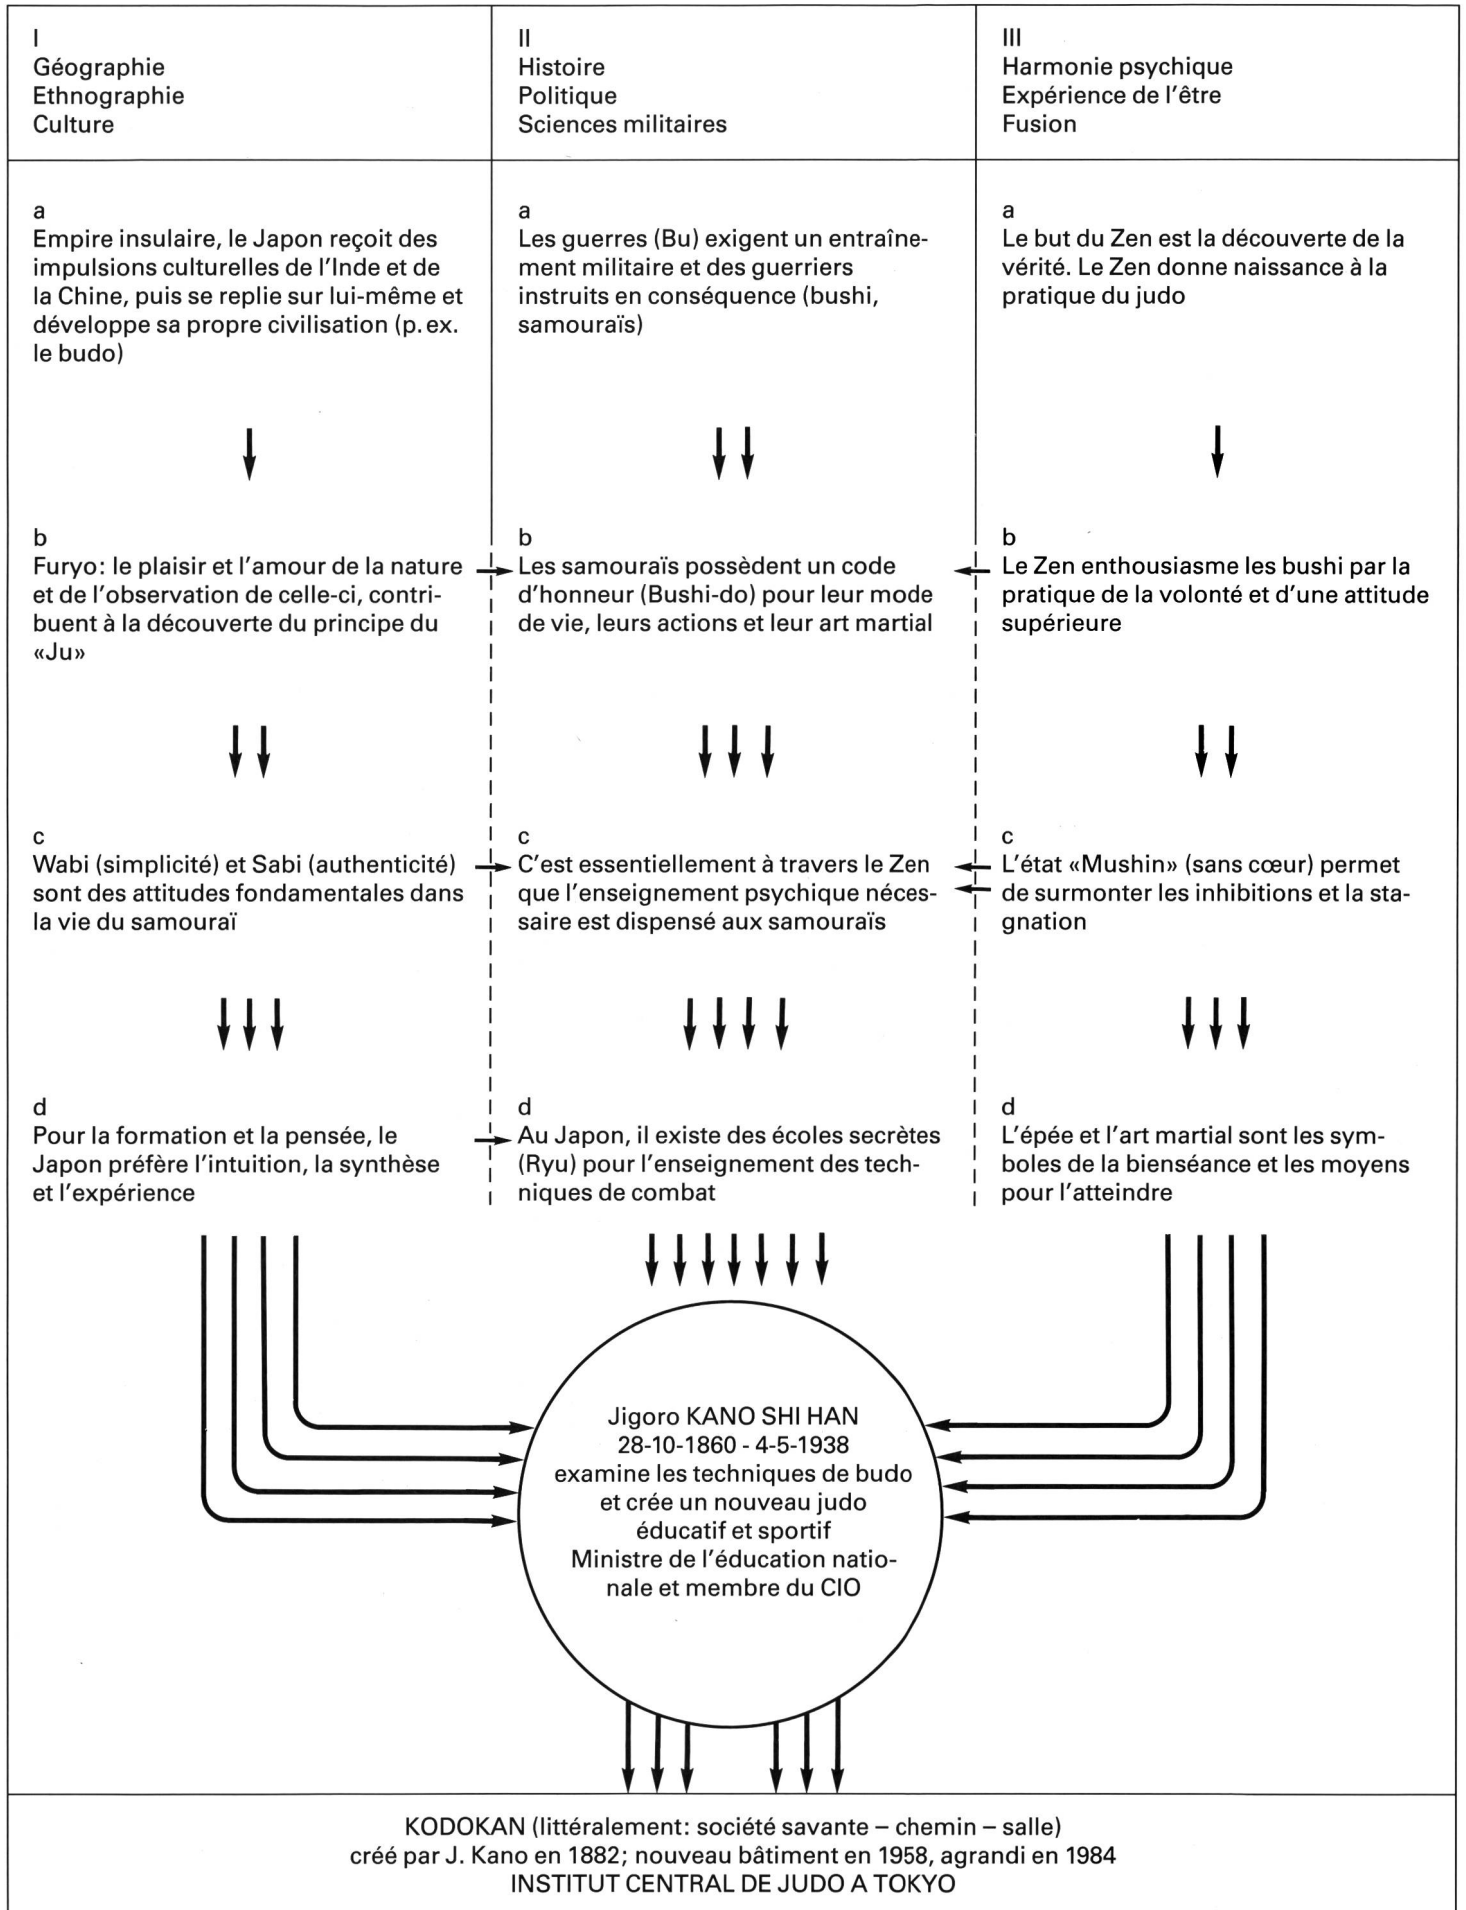 I
Géographie
Ethnographie
Culture
II
Histoire
Politique
Sciences militaires
III
Harmonie psychique
Expérience de l'être
Fusion
a
Empire insulaire, le Japon reçoit des
impulsions culturelles de l'Inde et de
la Chine, puis se replie sur lui-même et
développe sa propre civilisation (p. ex.
le budo)
a
Les guerres (Bu) exigent un entraîne-
ment militaire et des guerriers
instruits en conséquence (bushi,
samouraïs)
a
Le but du Zen est la découverte de la
vérité. Le Zen donne naissance à la
pratique du judo
b
Furyo: le plaisir et l'amour de la nature
et de l'observation de celle-ci, contri-
buent à la découverte du principe du
«Ju»
b
Les samouraïs possèdent un code
d'honneur (Bushi-do) pour leur mode
de vie, leurs actions et leur art martial
b
Le Zen enthousiasme les bushi par la
pratique de la volonté et d'une attitude
supérieure
c
Wabi (simplicité) et Sabi (authenticité)
sont des attitudes fondamentales dans
la vie du samouraï
c
C'est essentiellement à travers le Zen
que l'enseignement psychique néces-
saire est dispensé aux samouraïs
c
L'état «Mushin» (sans cœur) permet
de surmonter les inhibitions et la sta-
gnation
d
Pour la formation et la pensée, le
Japon préfère l'intuition, la synthèse
et l'expérience
d
Au Japon, il existe des écoles secrètes
(Ryu) pour l'enseignement des tech-
niques de combat
d
L'épée et l'art martial sont les sym-
boles de la bienséance et les moyens
pour l'atteindre
Jigoro KANO SHI HAN
28-10-1860 - 4-5-1938
examine les techniques de budo
et crée un nouveau judo
éducatif et sportif
Ministre de l'éducation natio-
nale et membre du CIO
KODOKAN (littéralement: société savante – chemin – salle)
créé par J. Kano en 1882; nouveau bâtiment en 1958, agrandi en 1984
INSTITUT CENTRAL DE JUDO A TOKYO